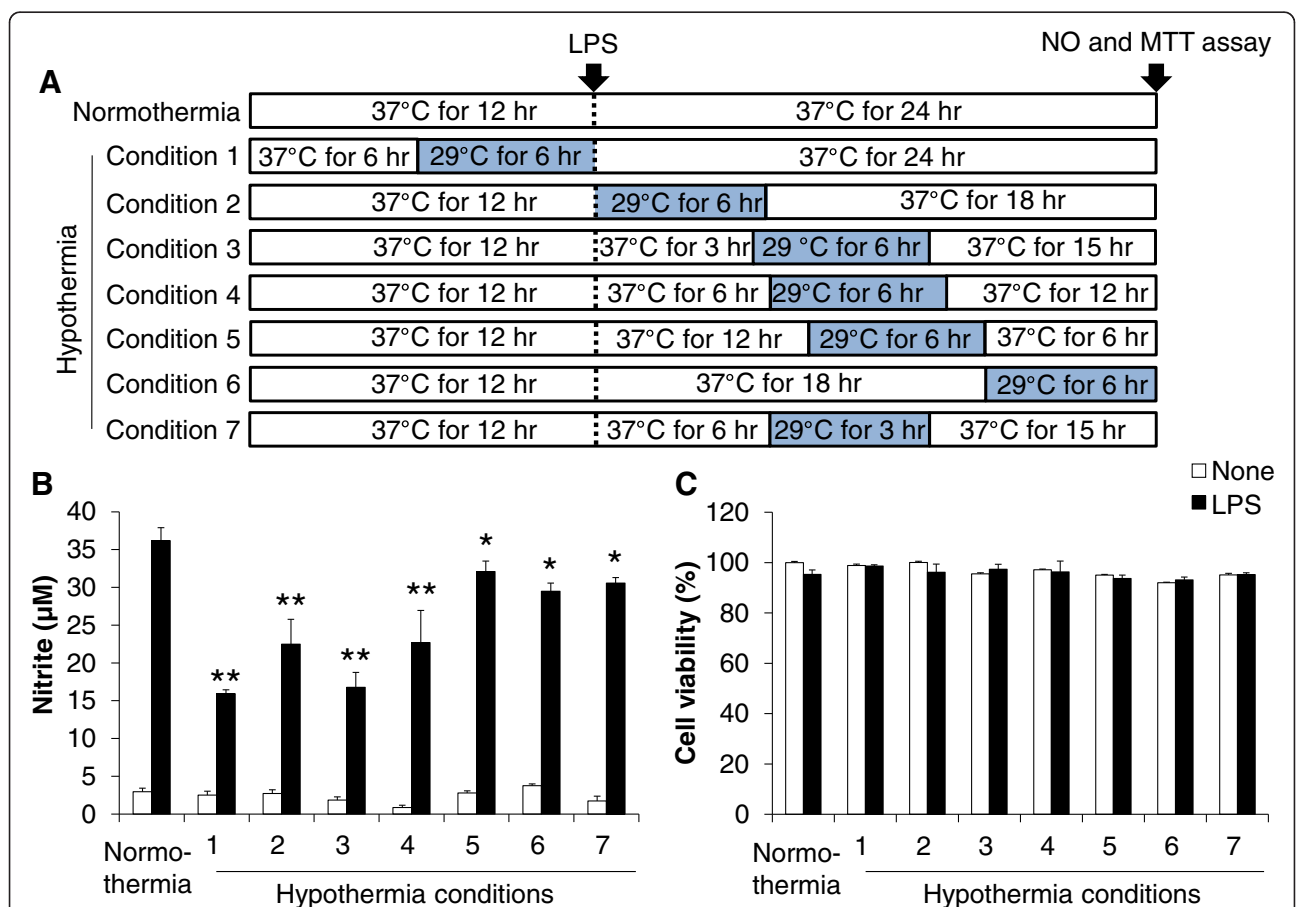 LPS
NO and MTT assay
A
Normothermia
37°C for 12 hr
37°C for 24 hr
Hypothermia
Condition 1
37°C for 6 hr
29°C for 6 hr
37°C for 24 hr
Condition 2
37°C for 12 hr
29°C for 6 hr
37°C for 18 hr
Condition 3
37°C for 12 hr
37°C for 3 hr
29 °C for 6 hr
37°C for 15 hr
Condition 4
37°C for 12 hr
37°C for 6 hr
29°C for 6 hr
37°C for 12 hr
Condition 5
37°C for 12 hr
37°C for 12 hr
29°C for 6 hr
37°C for 6 hr
Condition 6
37°C for 12 hr
37°C for 18 hr
29°C for 6 hr
Condition 7
37°C for 12 hr
37°C for 6 hr
29°C for 3 hr
37°C for 15 hr
B
Nitrite (µM)
40
35
30
25
20
15
10
5
0
**
**
**
**
*
*
*
Normo-
thermia
1 2 3 4 5 6 7
Hypothermia conditions
C
None
LPS
Cell viability (%)
120
100
80
60
40
20
0
Normo-
thermia
1 2 3 4 5 6 7
Hypothermia conditions